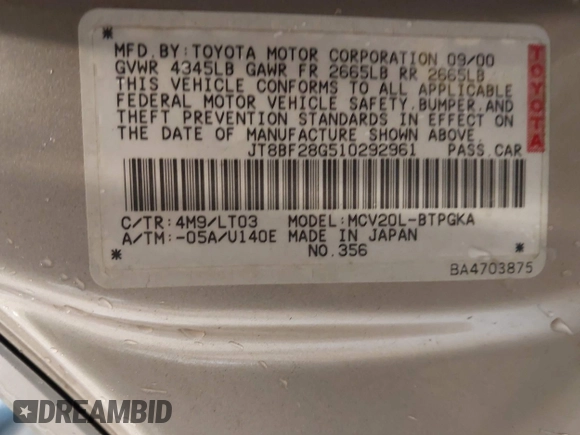 MFD.BY:TOYOTA MOTOR CORPORATION 09/00
GVWR 4345LB GAWR FR 2665LB RR 2665LB
THIS VEHICLE CONFORMS TO ALL APPLICABLE
FEDERAL MOTOR VEHICLE SAFETY,BUMPER,AND
THEFT PREVENTION STANDARDS IN EFFECT ON
THE DATE OF MANUFACTURE SHOWN ABOVE.
TOYOTA
JT8BF28G510292961 PASS.CAR
C/TR:4M9/LT03 MODEL:MCV20L-BTPGKA
A/TM:-05A/U140E MADE IN JAPAN
NO.356
BA4703875
DREAMBID